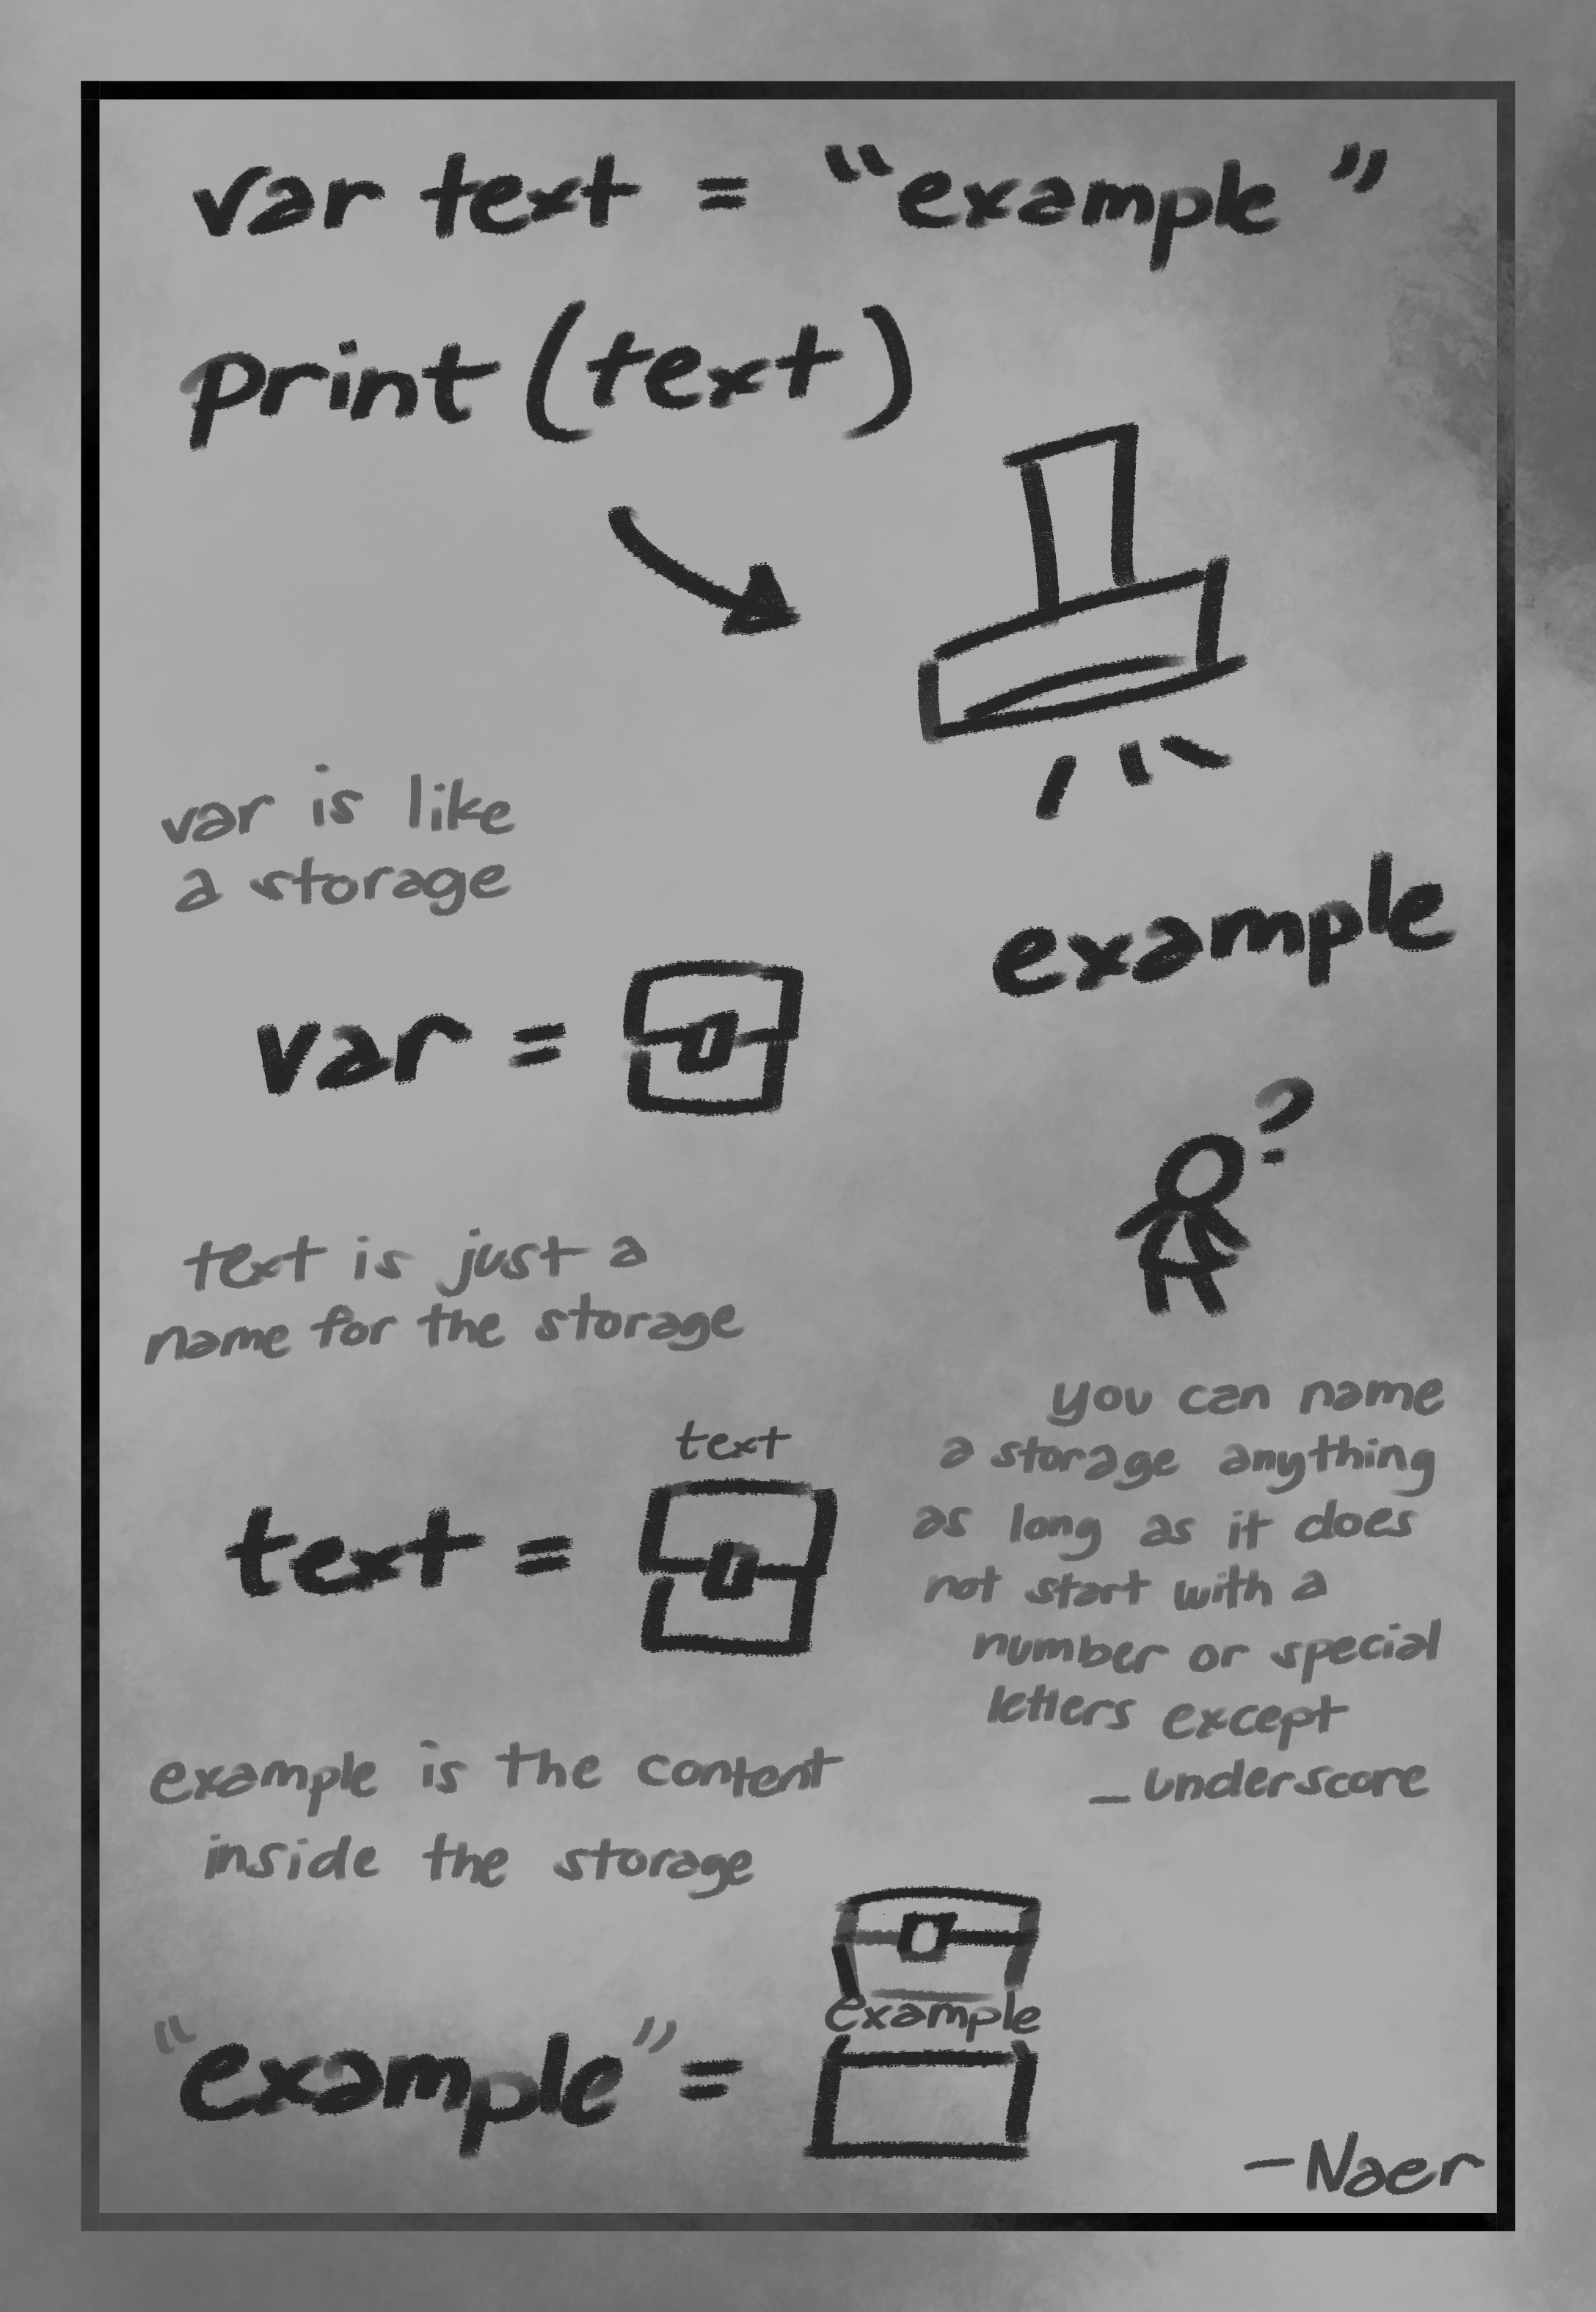 var text = “example”
print (text)
example
var is like
a storage
var =
?
text is just a
name for the storage
text
text =
you can name
a storage anything
as long as it does
not start with a
number or special
letters except
_ underscore
example is the content
inside the storage
example
“example” =
- Naer